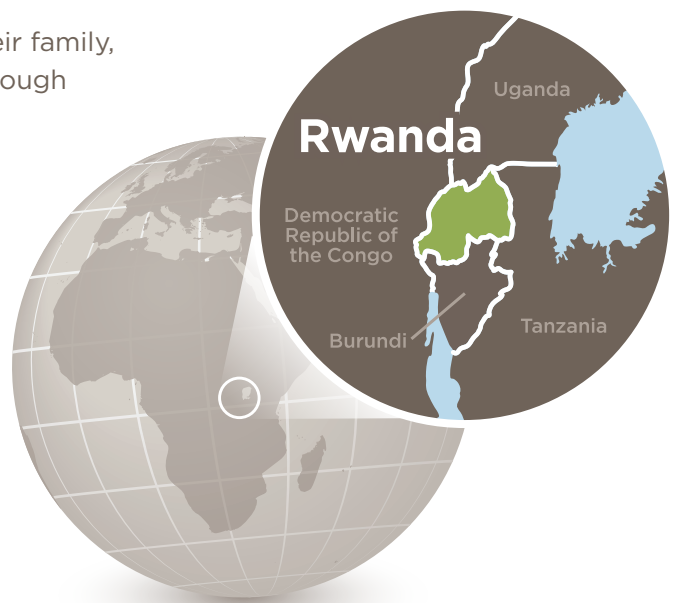 eir family,
ough
Uganda
Rwanda
Democratic
Republic of
the Congo
Burundi
Tanzania